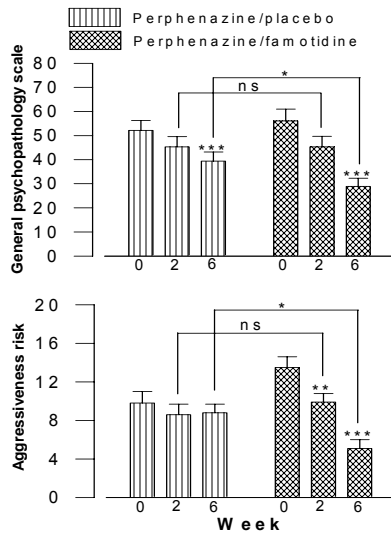 Perphenazine/placebo
Perphenazine/famotidine
General psychopathology scale
80
70
60
50
40
30
20
10
0
*
ns
***
***
0 2 6 0 2 6
Aggressiveness risk
20
16
12
8
4
0
*
ns
**
***
0 2 6 0 2 6
Week